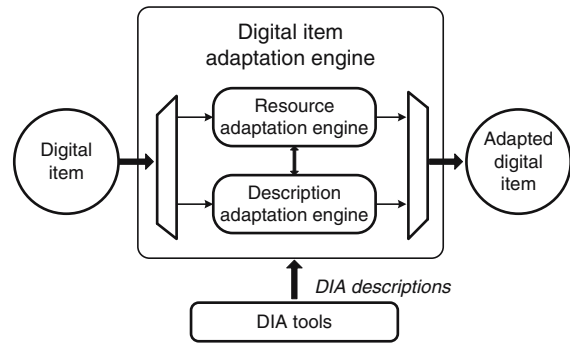 Digital item
adaptation engine
Resource
adaptation engine
Digital
item
Adapted
digital
item
Description
adaptation engine
DIA descriptions
DIA tools